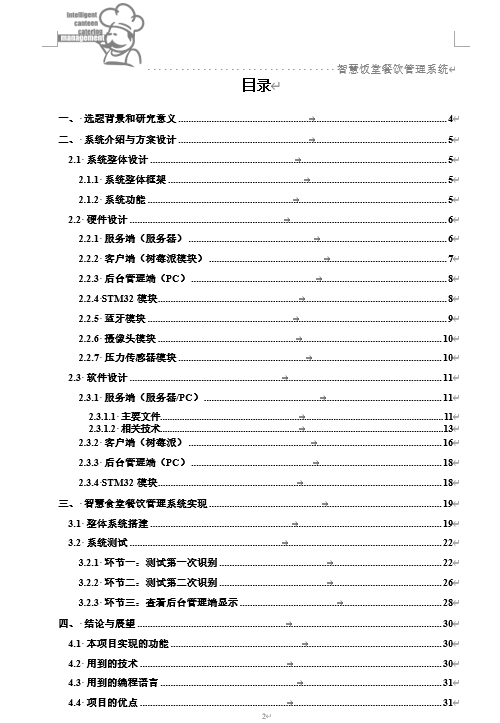 Intelligent
canteen
catering
management
智慧饭堂餐饮管理系统
目录
一、选题背景和研究意义 4
二、系统介绍与方案设计 5
2.1 系统整体设计 5
2.1.1 系统整体框架 5
2.1.2 系统功能 5
2.2 硬件设计 6
2.2.1 服务端（服务器） 6
2.2.2 客户端（树莓派模块） 7
2.2.3 后台管理端（PC） 8
2.2.4 STM32 模块 8
2.2.5 蓝牙模块 9
2.2.6 摄像头模块 10
2.2.7 压力传感器模块 10
2.3 软件设计 11
2.3.1 服务端（服务器/PC） 11
2.3.1.1 主要文件 11
2.3.1.2 相关技术 13
2.3.2 客户端（树莓派） 16
2.3.3 后台管理端（PC） 18
2.3.4 STM32 模块 18
三、智慧食堂餐饮管理系统实现 19
3.1 整体系统搭建 19
3.2 系统测试 22
3.2.1 环节一：测试第一次识别 22
3.2.2 环节二：测试第二次识别 26
3.2.3 环节三：查看后台管理端显示 28
四、结论与展望 30
4.1 本项目实现的功能 30
4.2 用到的技术 30
4.3 用到的编程语言 31
4.4 项目的优点 31
2